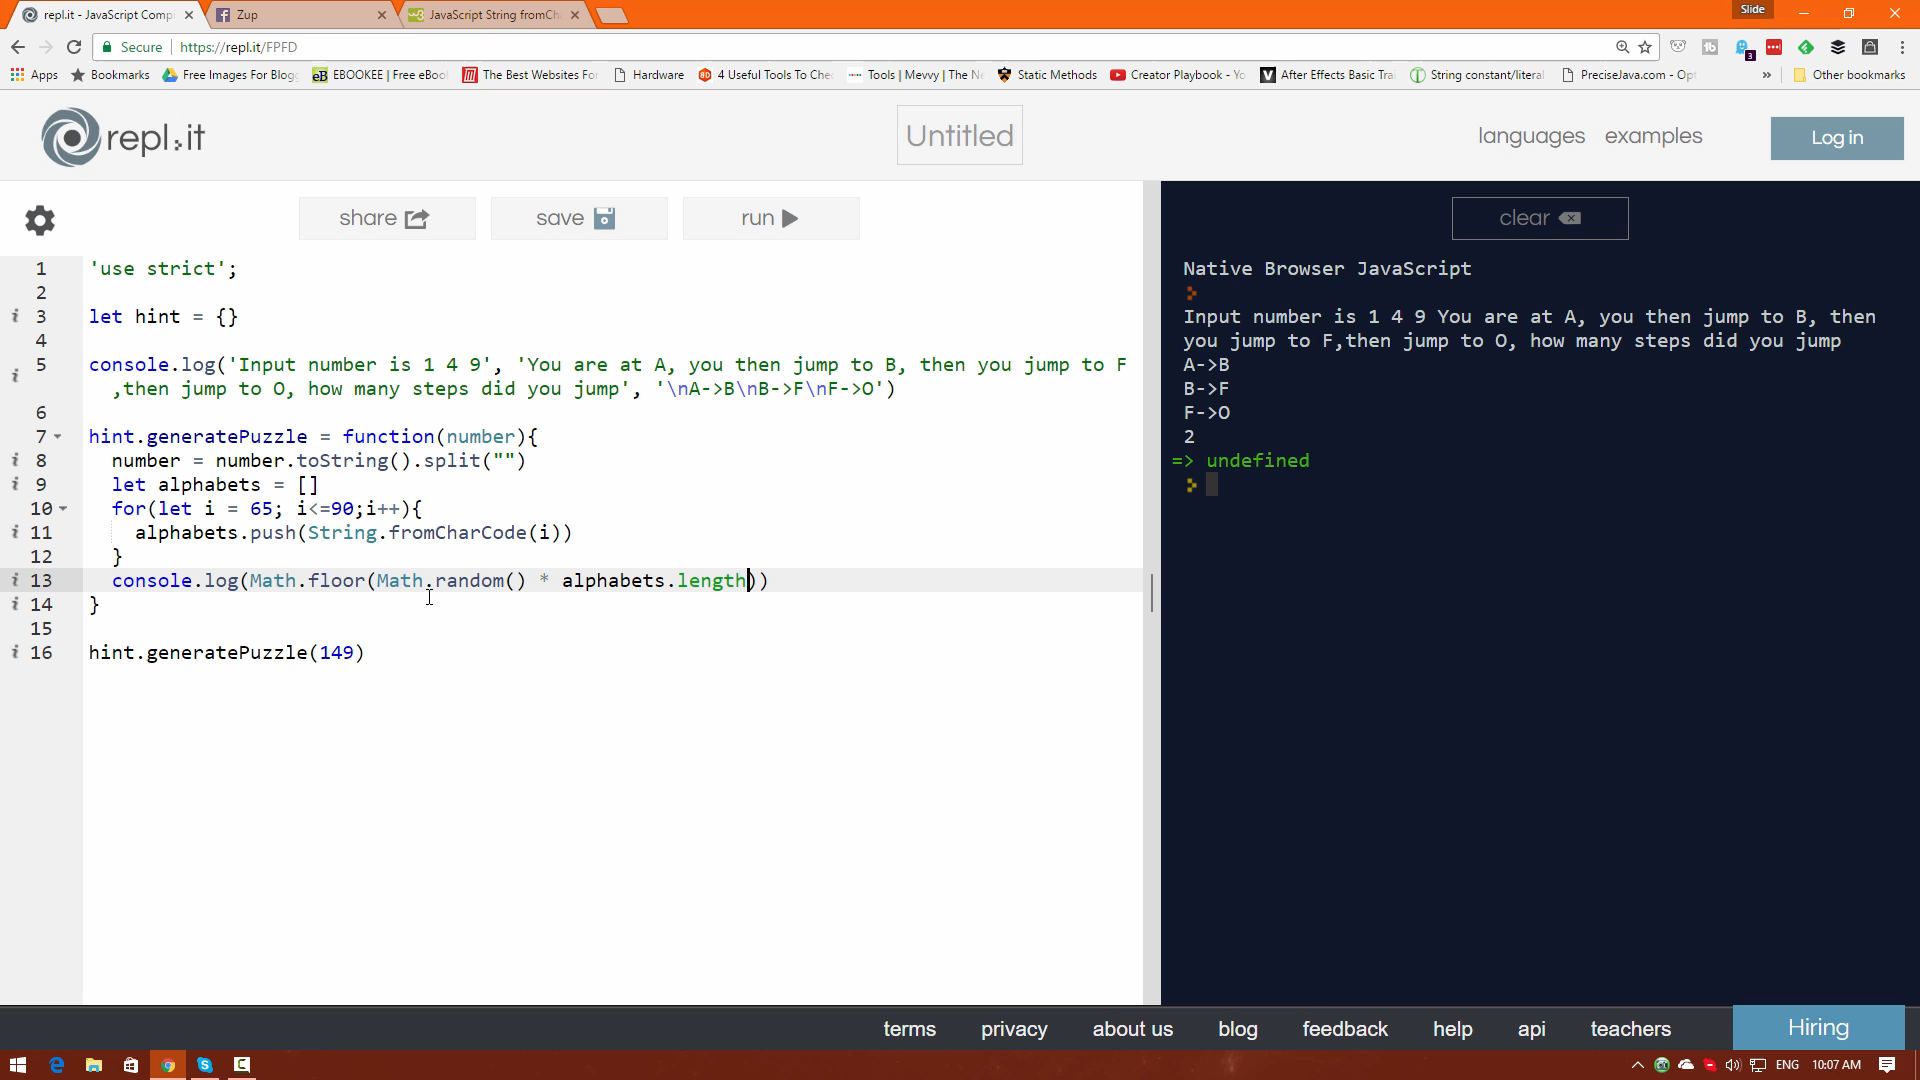 repl.it - JavaScript Comp
Zup
JavaScript String fromCh
Slide
Secure
https://repl.it/FPFD
Apps
Bookmarks
Free Images For Blog
EBOOKEE | Free eBoo
The Best Websites Fo
Hardware
4 Useful Tools To Che
Tools | Mevvy | The Ne
Static Methods
Creator Playbook - Yo
After Effects Basic Trai
String constant/literal
PreciseJava.com - Opt
»
Other bookmarks
repl.it
Untitled
languages
examples
Log in
share
save
run
clear
1 'use strict';
2
3 let hint = {}
4
5 console.log('Input number is 1 4 9', 'You are at A, you then jump to B, then you jump to F
,then jump to O, how many steps did you jump', '\nA->B\nB->F\nF->O')
6
7 hint.generatePuzzle = function(number){
8 number = number.toString().split("")
9 let alphabets = []
10 for(let i = 65; i<=90;i++){
11 alphabets.push(String.fromCharCode(i))
12 }
13 console.log(Math.floor(Math.random() * alphabets.length))
14 }
15
16 hint.generatePuzzle(149)
Native Browser JavaScript
Input number is 1 4 9 You are at A, you then jump to B, then
you jump to F,then jump to O, how many steps did you jump
A->B
B->F
F->O
2
=> undefined
terms
privacy
about us
blog
feedback
help
api
teachers
Hiring
ENG
10:07 AM